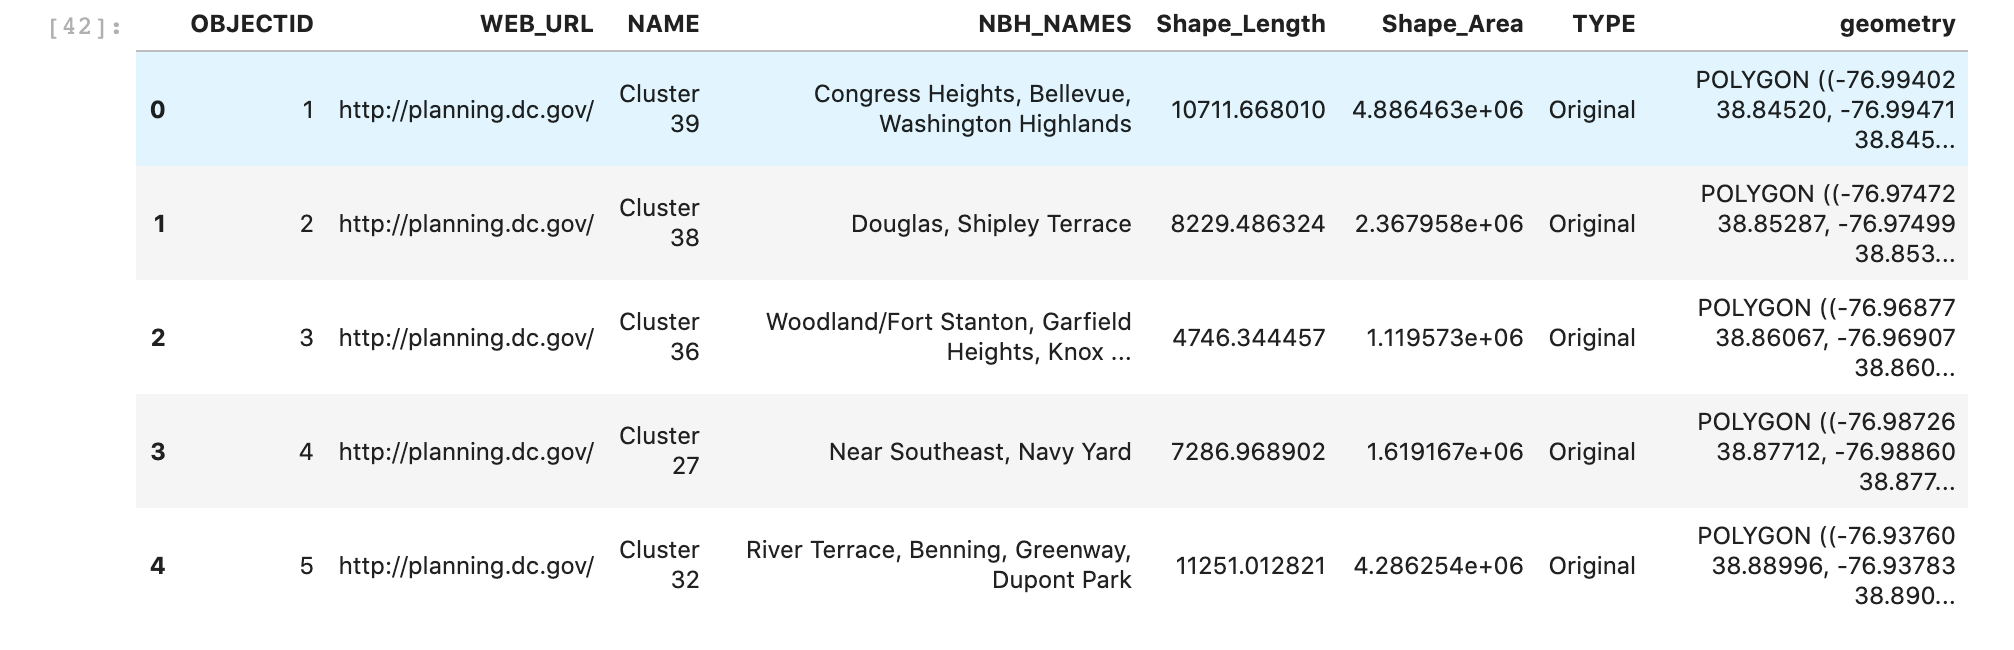 [42]: OBJECTID WEB_URL NAME NBH_NAMES Shape_Length Shape_Area TYPE geometry
0 1 http://planning.dc.gov/ Cluster 39 Congress Heights, Bellevue, Washington Highlands 10711.668010 4.886463e+06 Original POLYGON ((-76.99402 38.84520, -76.99471 38.845...
1 2 http://planning.dc.gov/ Cluster 38 Douglas, Shipley Terrace 8229.486324 2.367958e+06 Original POLYGON ((-76.97472 38.85287, -76.97499 38.853...
2 3 http://planning.dc.gov/ Cluster 36 Woodland/Fort Stanton, Garfield Heights, Knox ... 4746.344457 1.119573e+06 Original POLYGON ((-76.96877 38.86067, -76.96907 38.860...
3 4 http://planning.dc.gov/ Cluster 27 Near Southeast, Navy Yard 7286.968902 1.619167e+06 Original POLYGON ((-76.98726 38.87712, -76.98860 38.877...
4 5 http://planning.dc.gov/ Cluster 32 River Terrace, Benning, Greenway, Dupont Park 11251.012821 4.286254e+06 Original POLYGON ((-76.93760 38.88996, -76.93783 38.890...